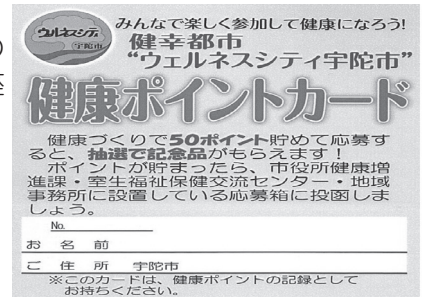 ウェルネスシティ
宇陀市
みんなで楽しく参加して健康になろう!
健幸都市
“ウェルネスシティ宇陀市”
健康ポイントカード
健康づくりで50ポイント貯めて応募す
ると、抽選で記念品がもらえます！
ポイントが貯まったら、市役所健康増
進課・室生福祉保健交流センター・地域
事務所に設置している応募箱に投函しま
しょう。
No.
お名前
ご住所 宇陀市
※このカードは、健康ポイントの記録として
お持ちください。